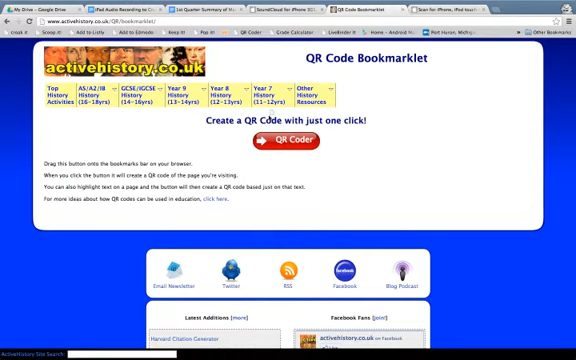 My Drive - Google Drive
iPad Audio Recording to C
1st Quarter Summary of M
SoundCloud for iPhone 3G
QR Code Bookmarklet
Scan for iPhone, iPod touch
www.activehistory.co.uk/QR/bookmarklet/
croak it
Scoop it
Add to Listly
Add to Edmodo
Keep it!
Pop it!
QR Coder
Grade Calculator
LiveBinder It
Home - Android
Port Huron, Michig
Other Bookmarks
activehistory.co.uk
QR Code Bookmarklet
Top History Activities
AS/A2/IB History (16-18yrs)
GCSE/IGCSE History (14-16yrs)
Year 9 History (13-14yrs)
Year 8 History (12-13yrs)
Year 7 History (11-12yrs)
Other History Resources
Create a QR Code with just one click!
QR Coder
Drag this button onto the bookmarks bar on your browser.
When you click the button it will create a QR code of the page you're visiting.
You can also highlight text on a page and the button will then create a QR code based just on that text.
For more ideas about how QR codes can be used in education, click here.
Email Newsletter
Twitter
RSS
Facebook
Blog Podcast
facebook
Latest Additions [more]
Facebook Fans [join!]
Harvard Citation Generator
activehistory.co.uk on Facebook
ActiveHistory Site Search: